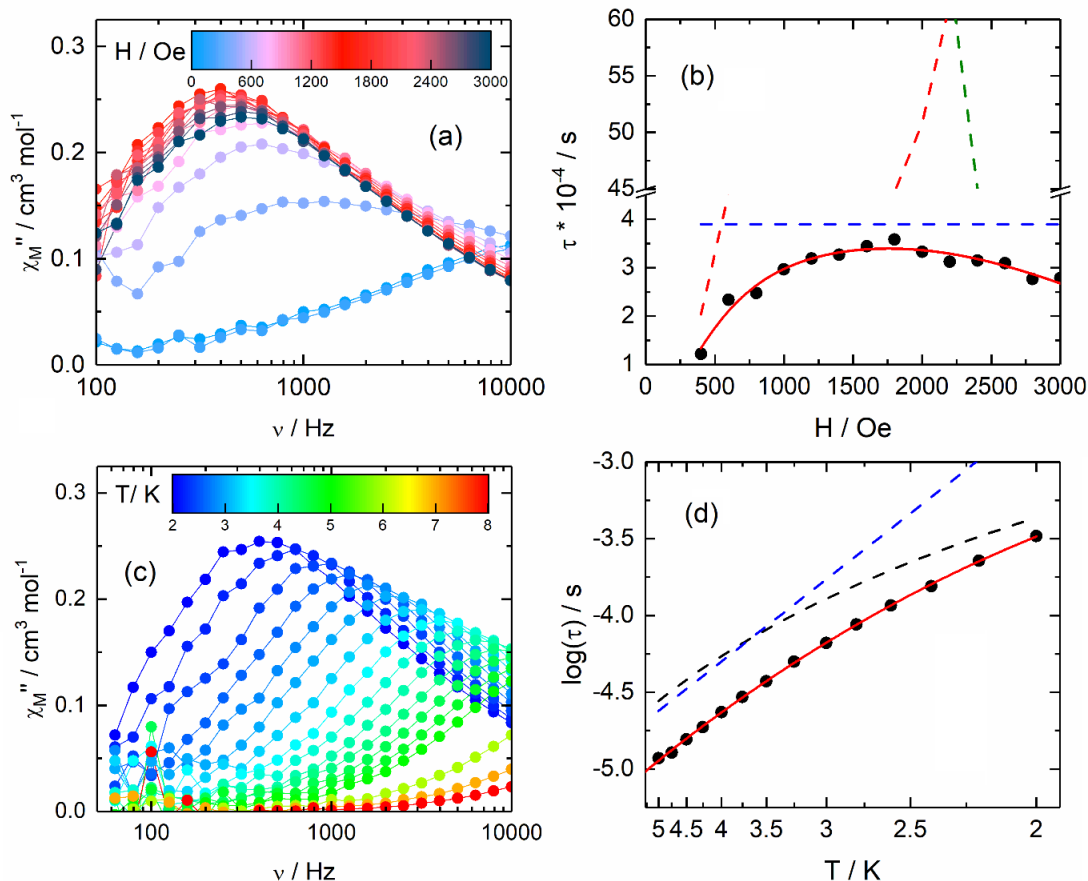 0.3
H / Oe
0 600 1200 1800 2400 3000
(a)
0.2
χM'' / cm³ mol⁻¹
0.1
0.0
100 1000 10000
ν / Hz
60
(b)
55
50
45
τ * 10⁻⁴ / s
4
3
2
1
0 500 1000 1500 2000 2500 3000
H / Oe
0.3
T/ K
2 3 4 5 6 7 8
(c)
0.2
χM'' / cm³ mol⁻¹
0.1
0.0
100 1000 10000
ν / Hz
-3.0
(d)
-3.5
log(τ) / s
-4.0
-4.5
-5.0
5 4.5 4 3.5 3 2.5 2
T / K